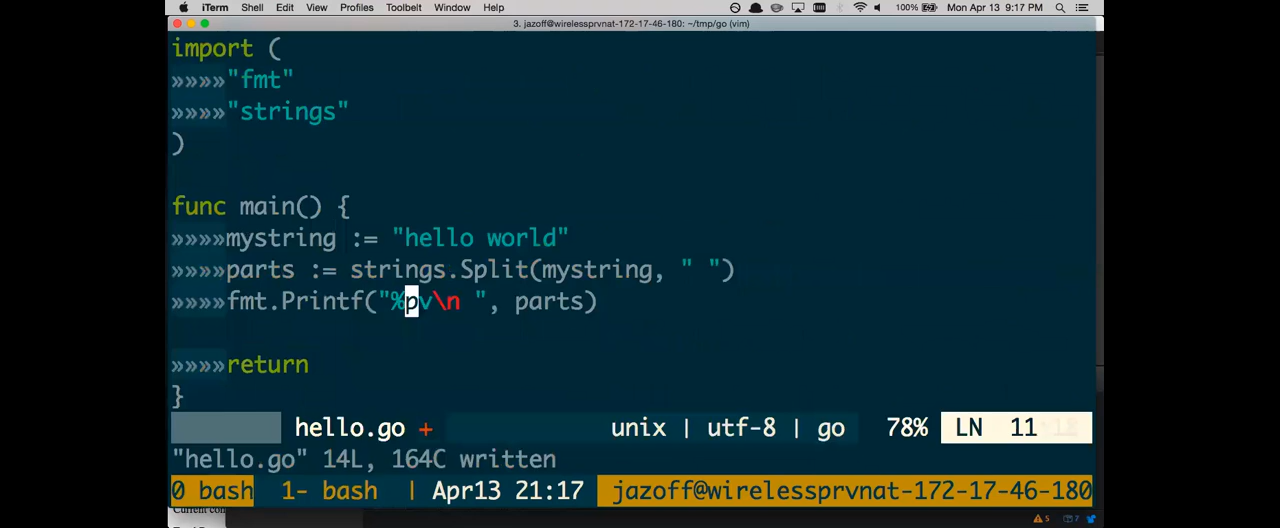 iTerm Shell Edit View Profiles Toolbelt Window Help 100% Mon Apr 13 9:17 PM
3. jazoff@wirelessprvnat-172-17-46-180: ~/tmp/go (vim)
import (
»»»»"fmt"
»»»»"strings"
)
func main() {
»»»»mystring := "hello world"
»»»»parts := strings.Split(mystring, " ")
»»»»fmt.Printf("%pv\n ", parts)
»»»»return
}
hello.go + unix | utf-8 | go 78% LN 11
"hello.go" 14L, 164C written
0 bash 1- bash | Apr13 21:17 jazoff@wirelessprvnat-172-17-46-180
5 7